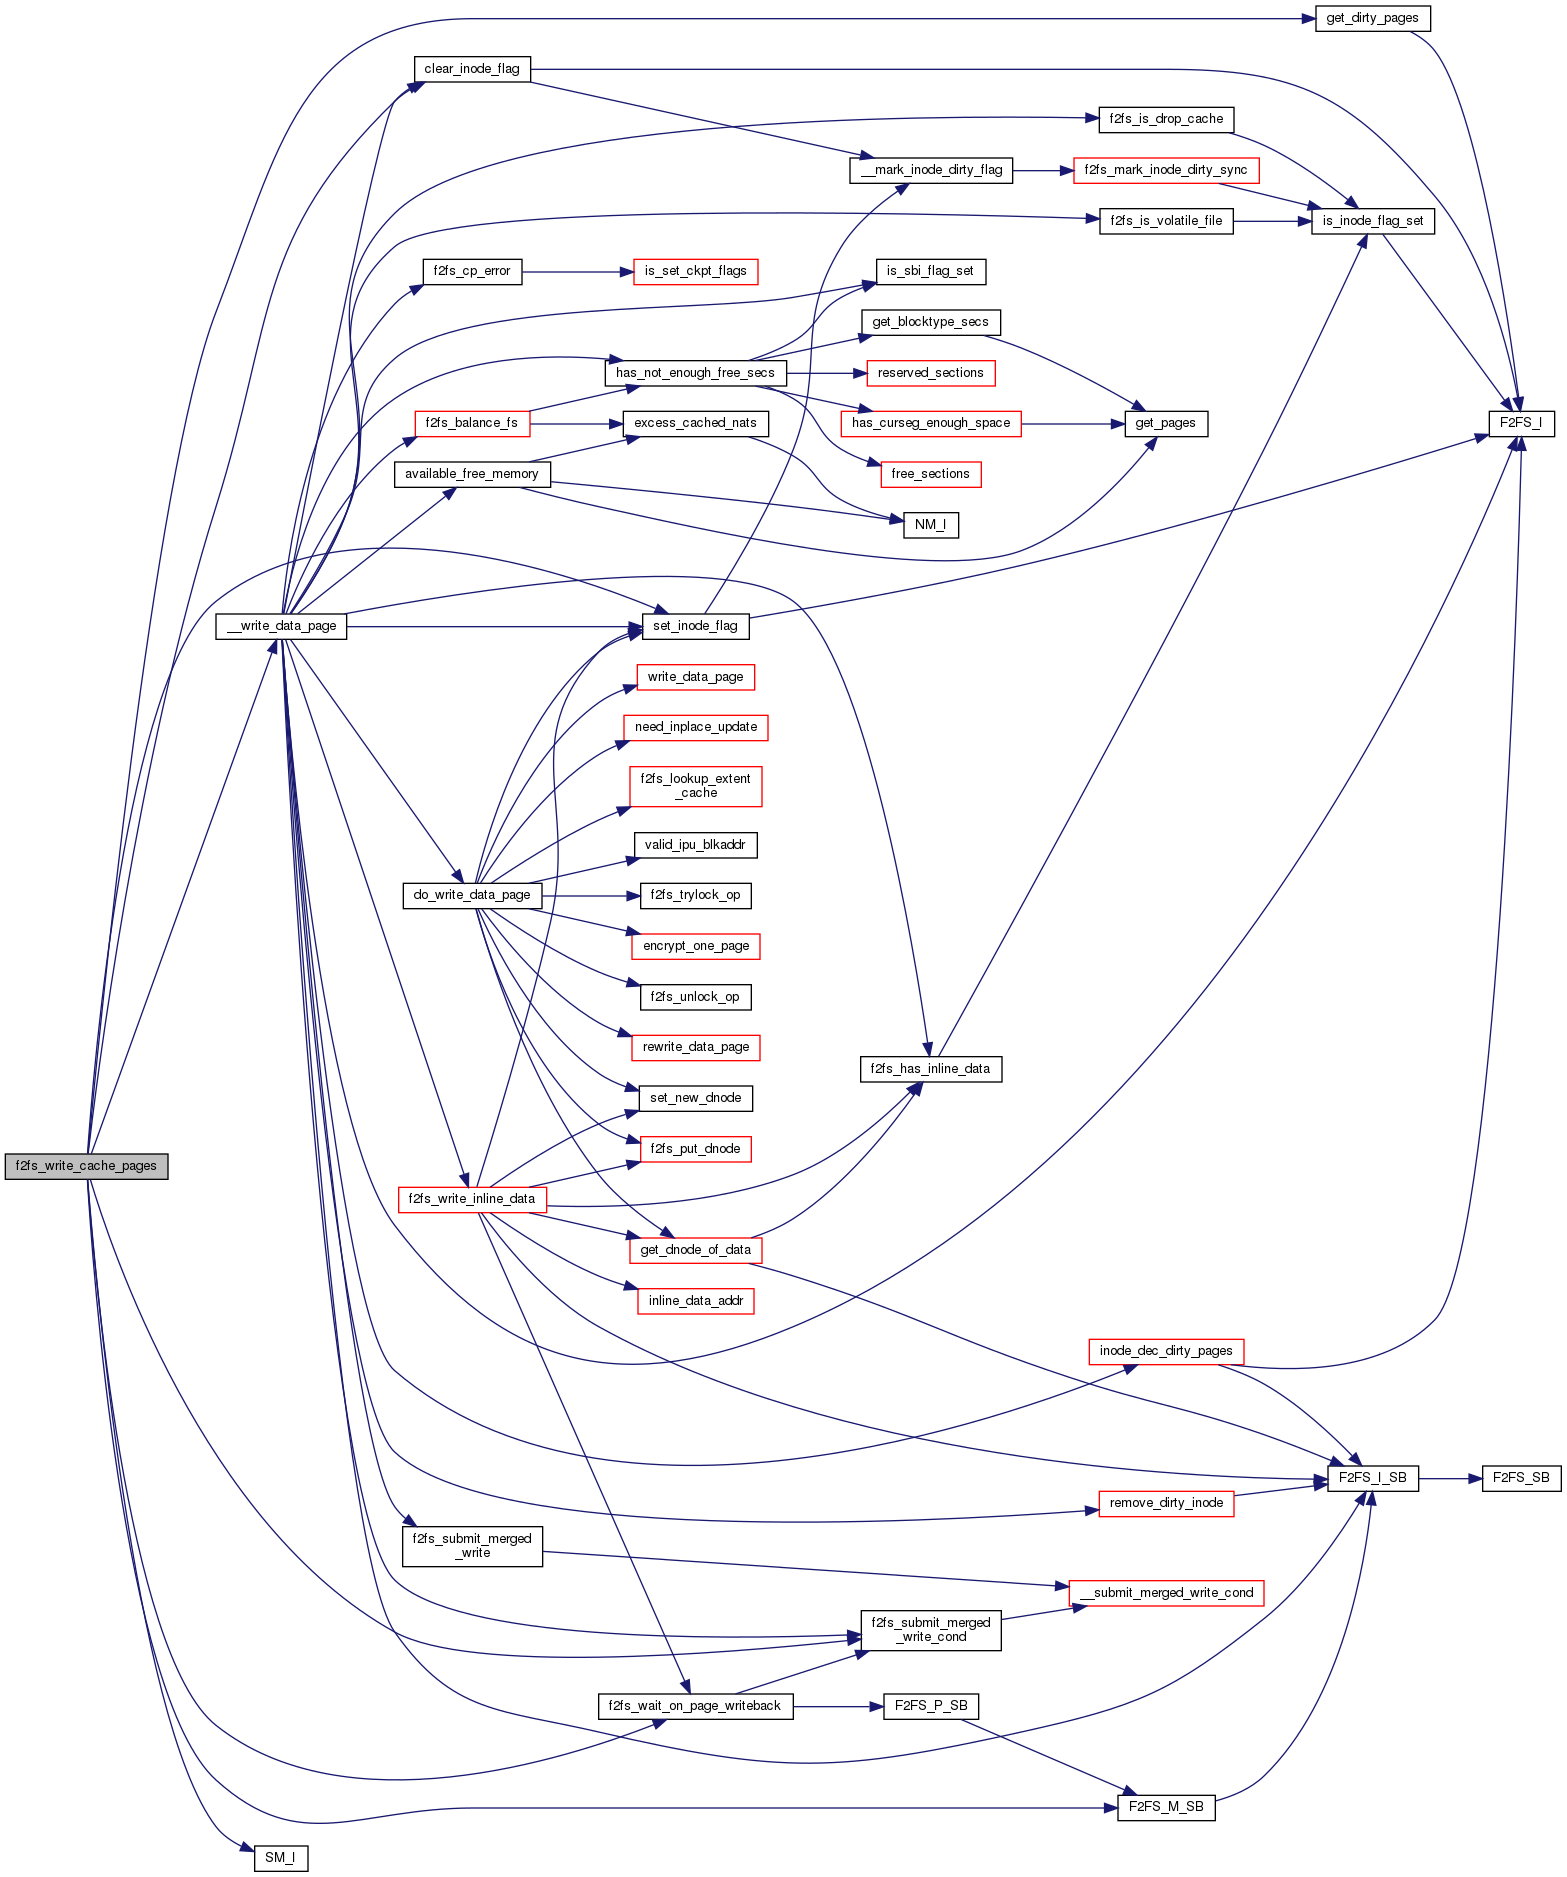 get_dirty_pages
clear_inode_flag
f2fs_is_drop_cache
__mark_inode_dirty_flag
f2fs_mark_inode_dirty_sync
f2fs_is_volatile_file
is_inode_flag_set
f2fs_cp_error
is_set_ckpt_flags
is_sbi_flag_set
get_blocktype_secs
has_not_enough_free_secs
reserved_sections
f2fs_balance_fs
excess_cached_nats
has_curseg_enough_space
get_pages
F2FS_I
available_free_memory
free_sections
NM_I
__write_data_page
set_inode_flag
write_data_page
need_inplace_update
f2fs_lookup_extent
_cache
valid_ipu_blkaddr
do_write_data_page
f2fs_trylock_op
encrypt_one_page
f2fs_unlock_op
rewrite_data_page
f2fs_has_inline_data
set_new_dnode
f2fs_put_dnode
f2fs_write_cache_pages
f2fs_write_inline_data
get_dnode_of_data
inline_data_addr
inode_dec_dirty_pages
F2FS_I_SB
F2FS_SB
remove_dirty_inode
f2fs_submit_merged
_write
__submit_merged_write_cond
f2fs_submit_merged
_write_cond
f2fs_wait_on_page_writeback
F2FS_P_SB
F2FS_M_SB
SM_I